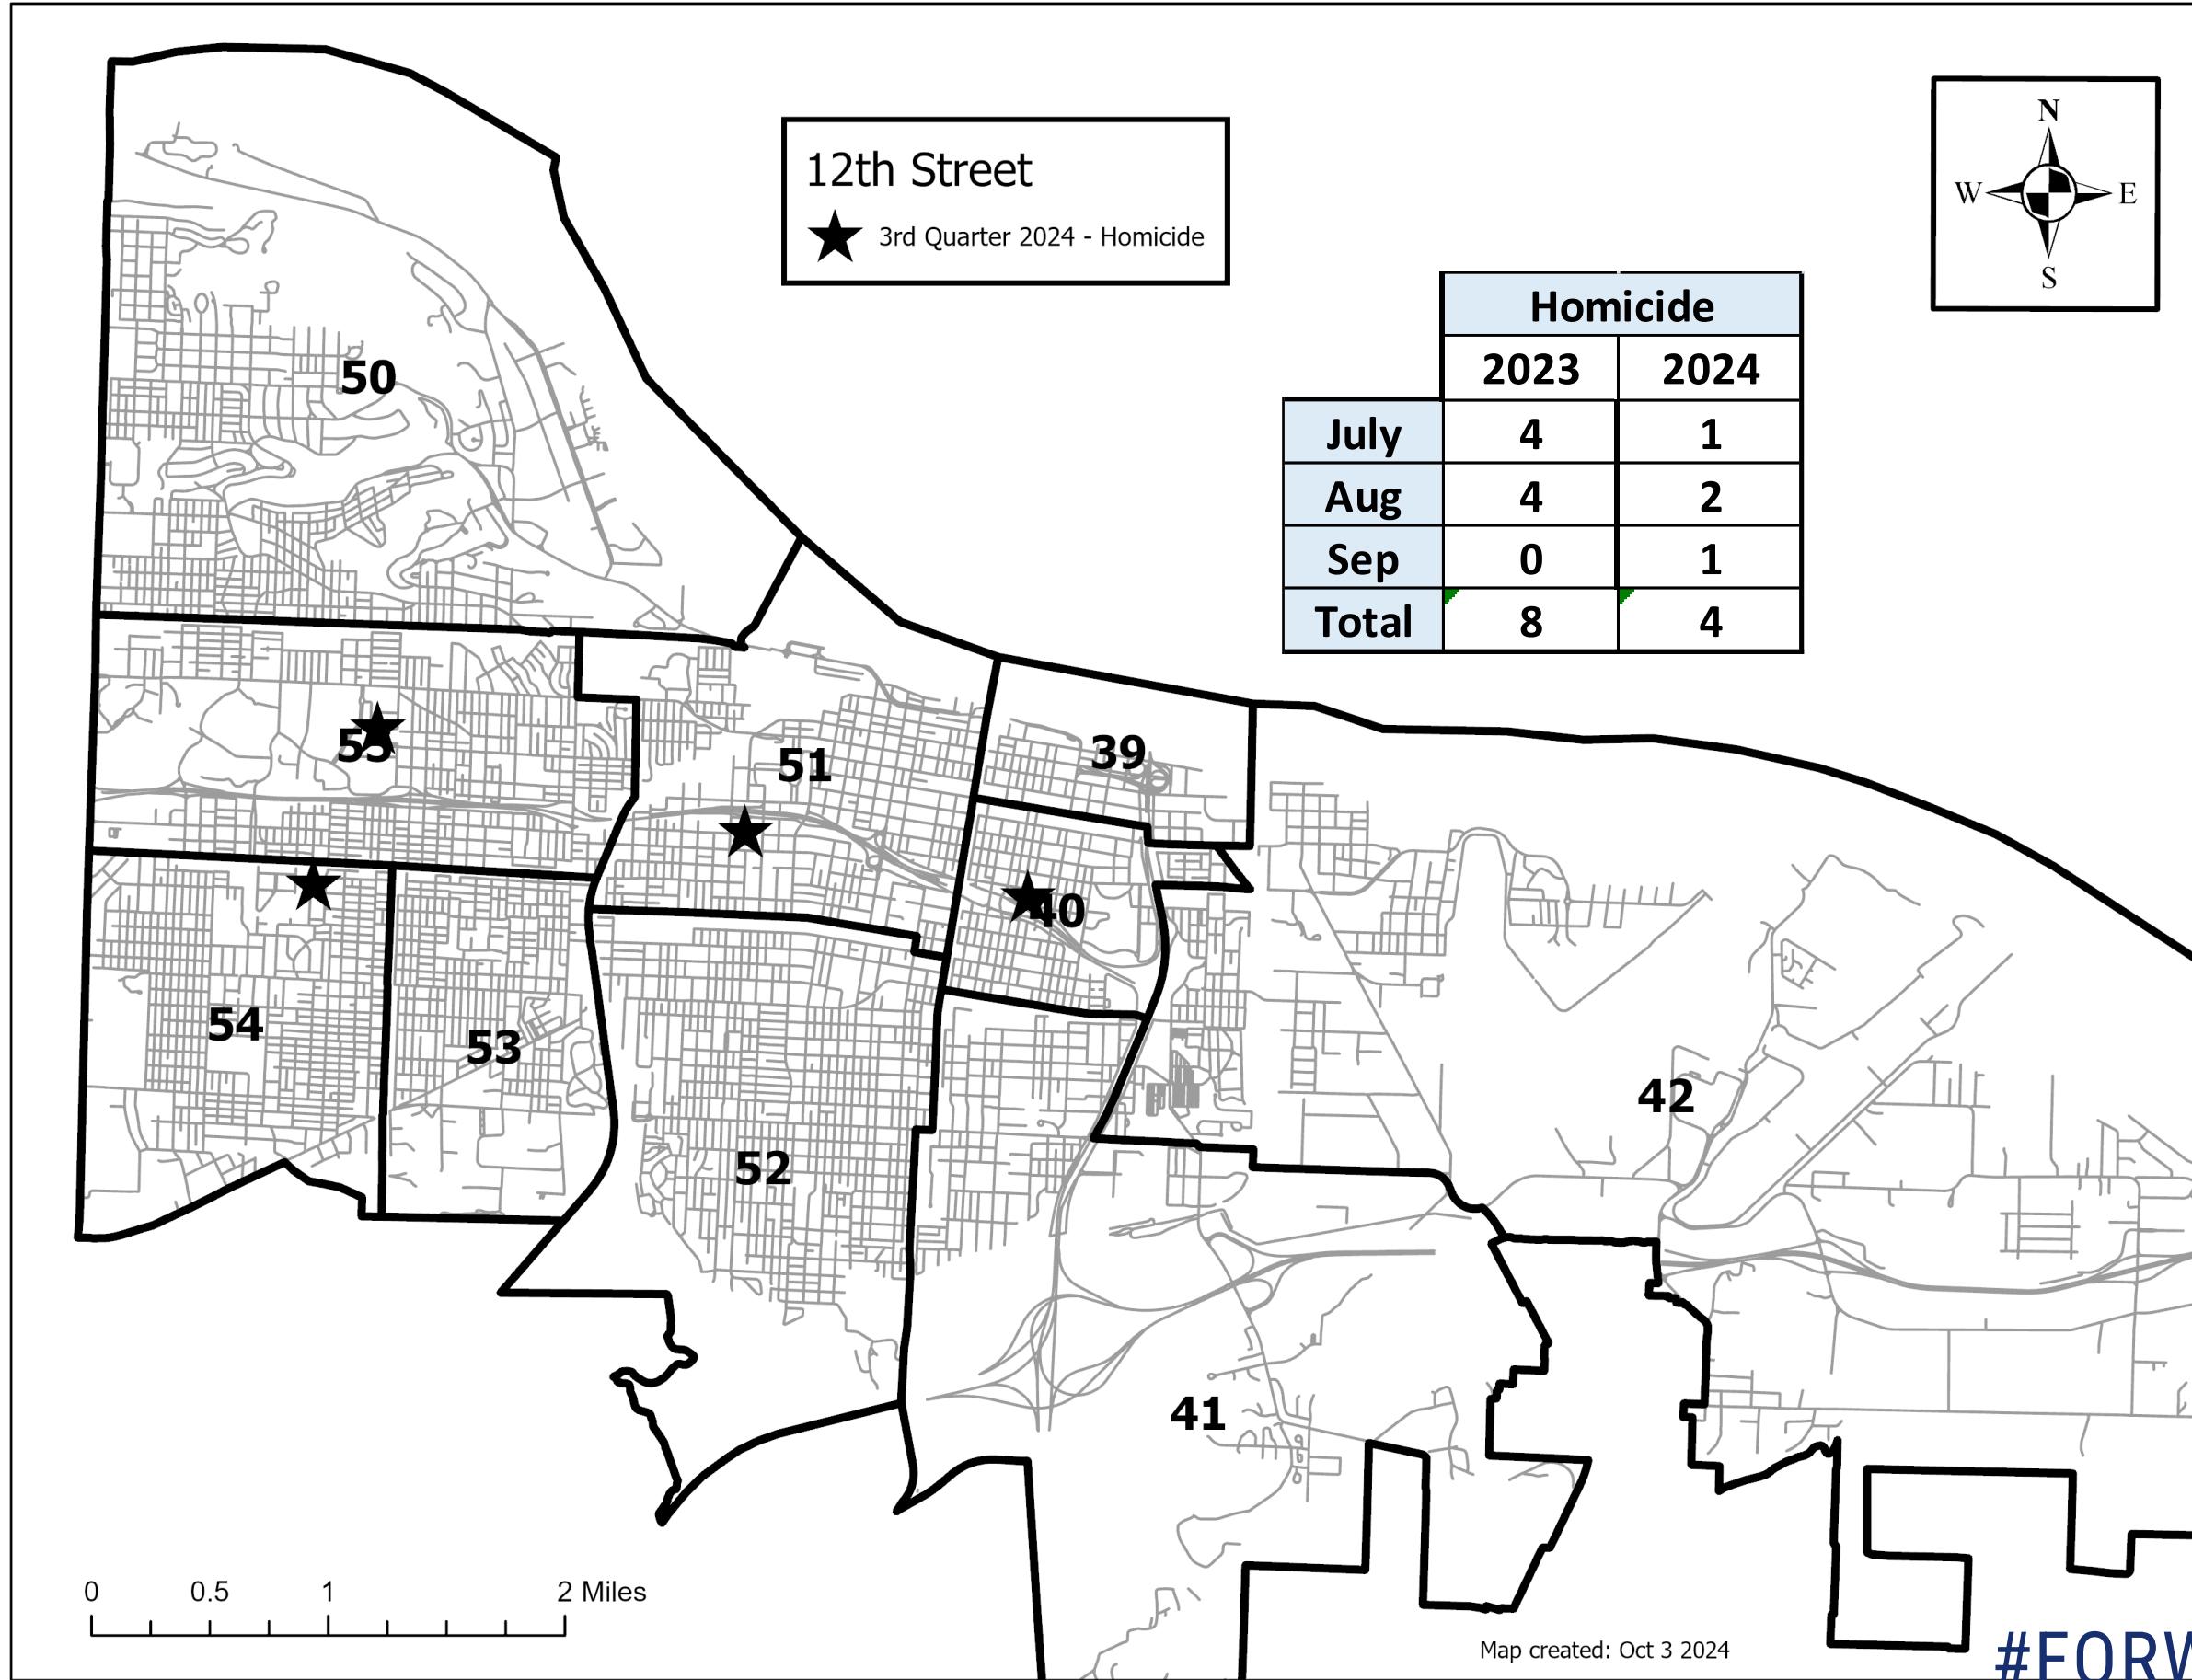 N
W E
S
12th Street
3rd Quarter 2024 - Homicide
Homicide
2023 2024
July 4 1
Aug 4 2
Sep 0 1
Total 8 4
50
51
39
40
54
53
42
52
41
0 0.5 1 2 Miles
Map created: Oct 3 2024